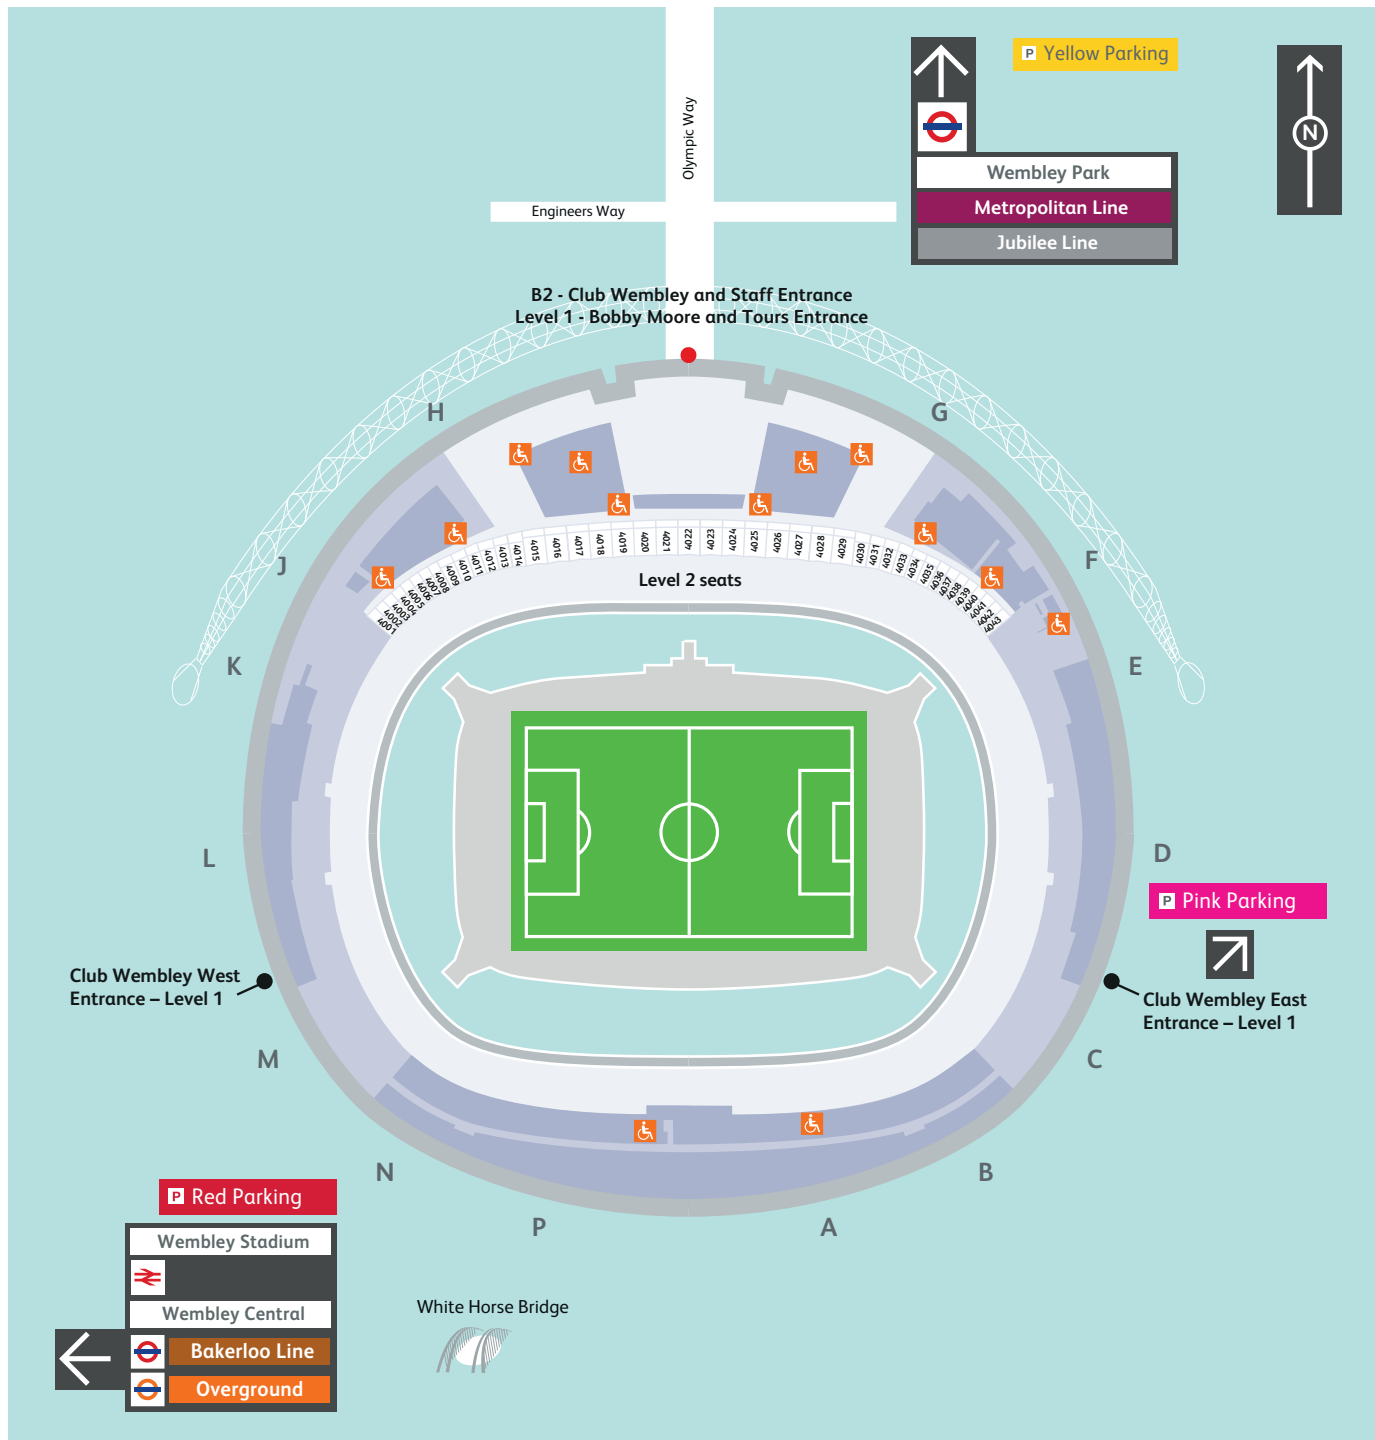 Olympic Way
P Yellow Parking
N
Wembley Park
Metropolitan Line
Jubilee Line
Engineers Way
B2 - Club Wembley and Staff Entrance
Level 1 - Bobby Moore and Tours Entrance
H
G
J
F
K
E
4001
4002
4003
4004
4005
4006
4007
4008
4009
4010
4011
4012
4013
4014
4015
4016
4017
4018
4019
4020
4021
4022
4023
4024
4025
4026
4027
4028
4029
4030
4031
4032
4033
4034
4035
4036
4037
4038
4039
4040
4041
4042
4043
Level 2 seats
L
D
P Pink Parking
Club Wembley West
Entrance – Level 1
Club Wembley East
Entrance – Level 1
M
C
N
B
P
A
P Red Parking
Wembley Stadium
Wembley Central
Bakerloo Line
Overground
White Horse Bridge